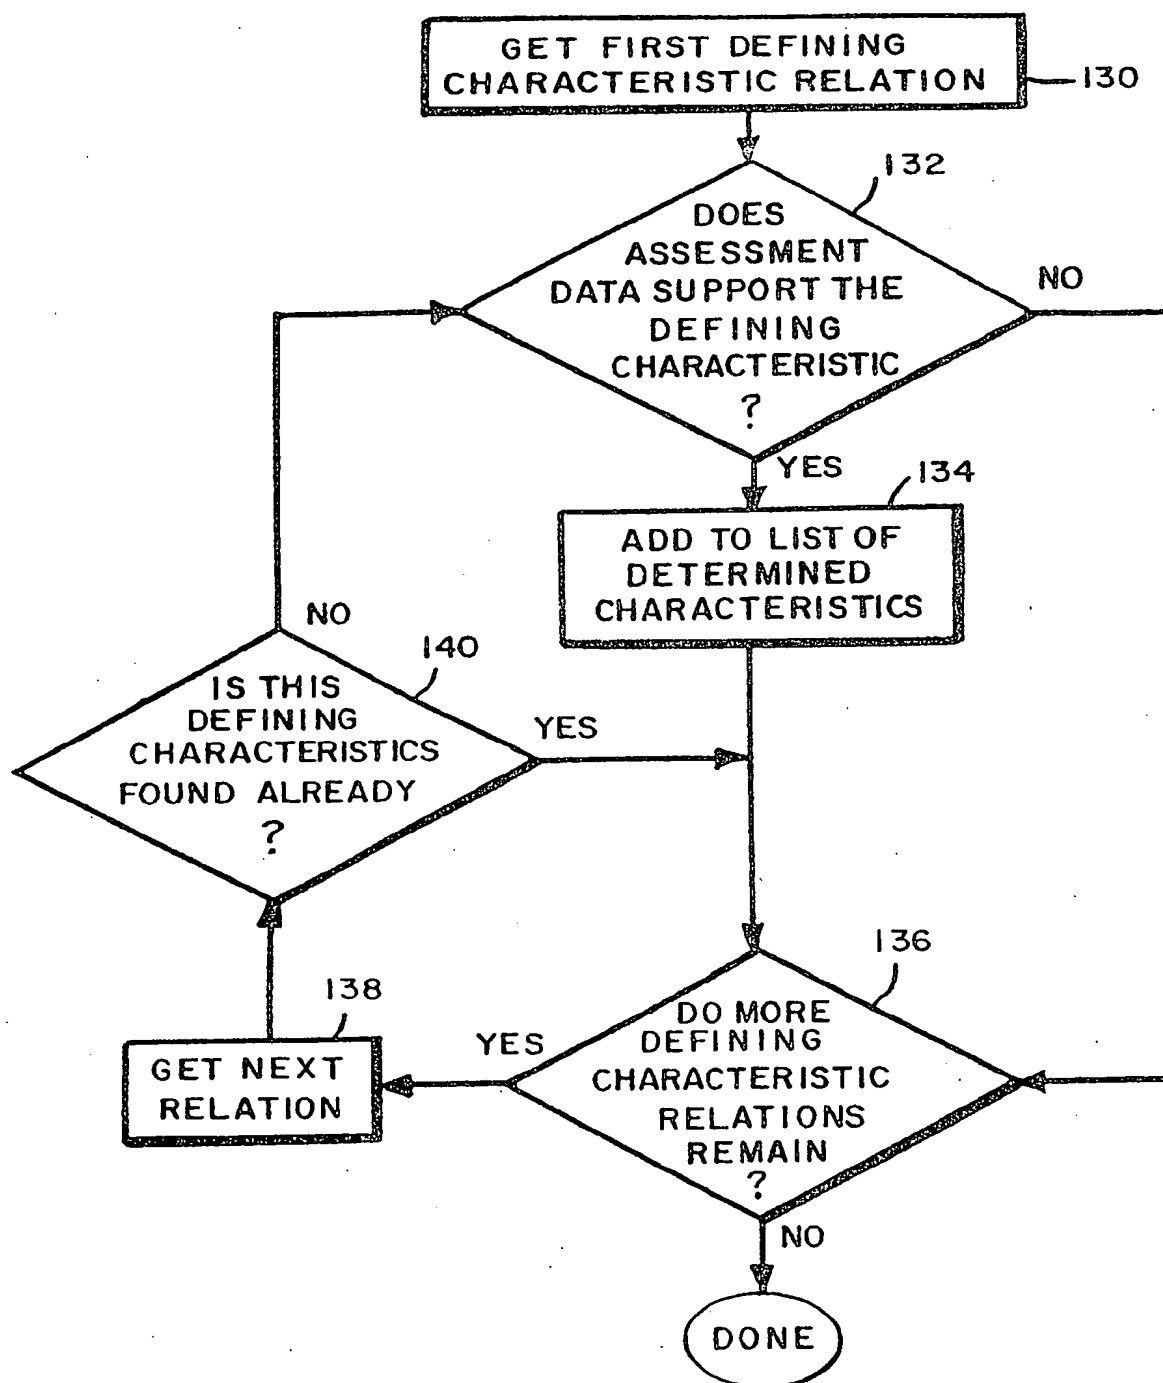 GET FIRST DEFINING
CHARACTERISTIC RELATION
130
132
DOES
ASSESSMENT
DATA SUPPORT THE
DEFINING
CHARACTERISTIC
?
NO
YES
134
ADD TO LIST OF
DETERMINED
CHARACTERISTICS
NO
140
IS THIS
DEFINING
CHARACTERISTICS
FOUND ALREADY
?
YES
136
DO MORE
DEFINING
CHARACTERISTIC
RELATIONS
REMAIN
?
YES
138
GET NEXT
RELATION
NO
DONE